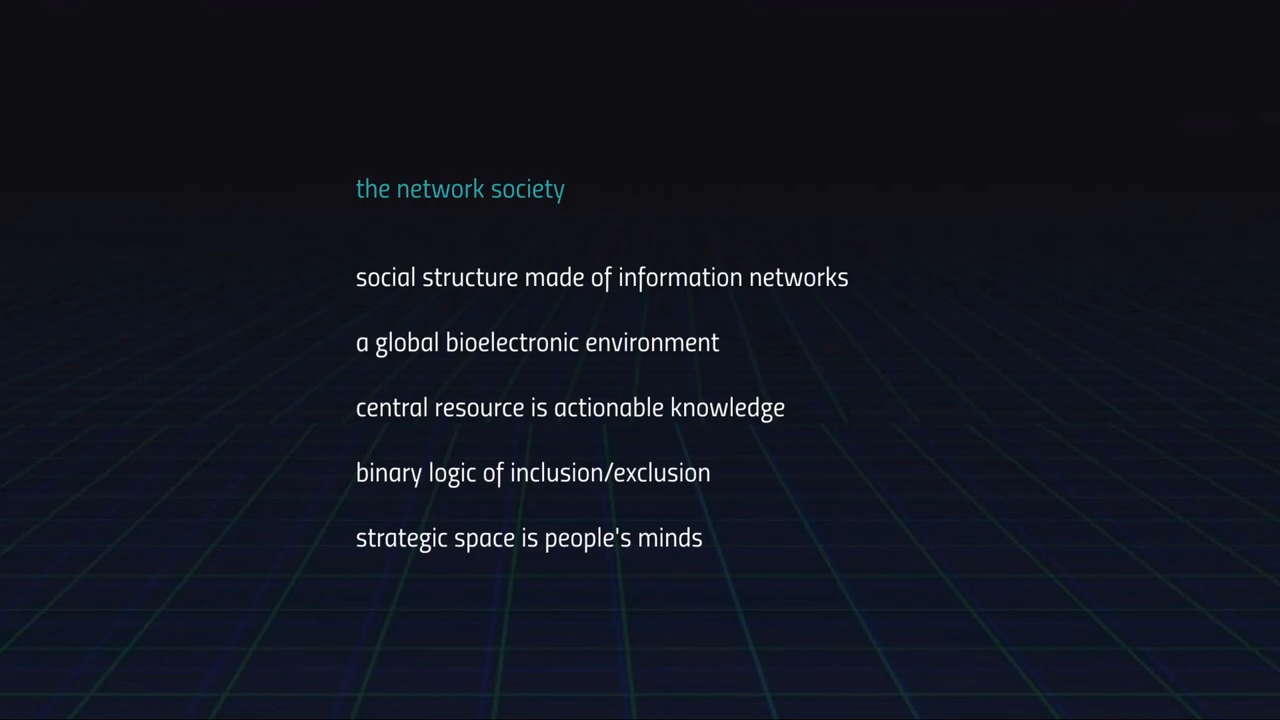 the network society
social structure made of information networks
a global bioelectronic environment
central resource is actionable knowledge
binary logic of inclusion/exclusion
strategic space is people's minds